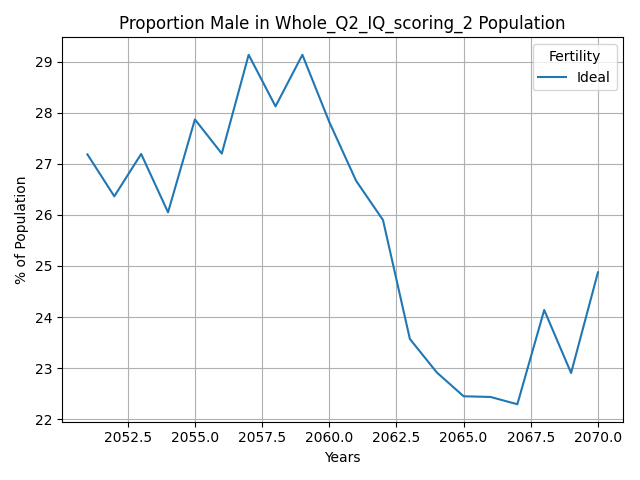 Proportion Male in Whole_Q2_IQ_scoring_2 Population
Fertility
Ideal
29
28
27
26
25
24
23
22
% of Population
2052.5 2055.0 2057.5 2060.0 2062.5 2065.0 2067.5 2070.0
Years